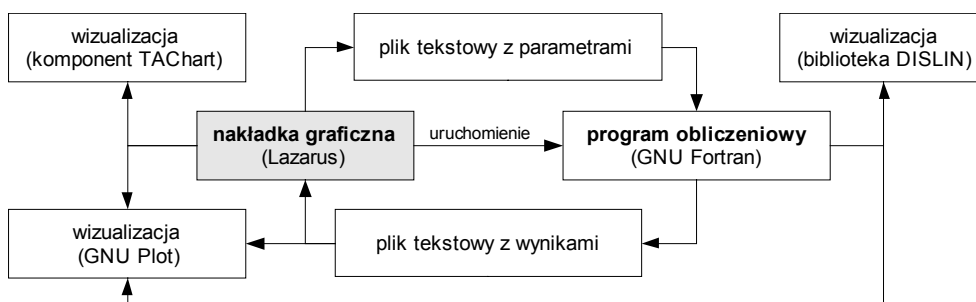 wizualizacja
(komponent TAChart)
plik tekstowy z parametrami
wizualizacja
(biblioteka DISLIN)
nakładka graficzna
(Lazarus)
uruchomienie
program obliczeniowy
(GNU Fortran)
wizualizacja
(GNU Plot)
plik tekstowy z wynikami